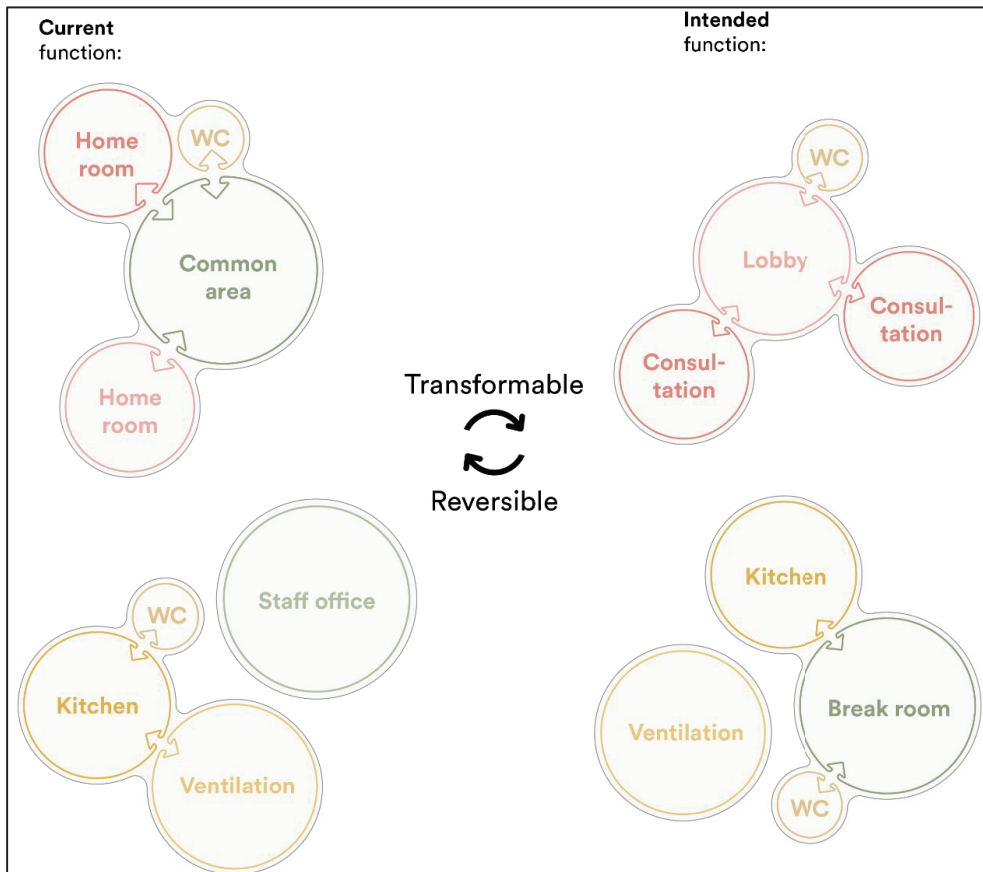 Current
function:
Intended
function:
Home
room
WC
Common
area
Home
room
WC
Lobby
Consul-
tation
Consul-
tation
Transformable
Reversible
Staff office
WC
Kitchen
Ventilation
Kitchen
Ventilation
Break room
WC